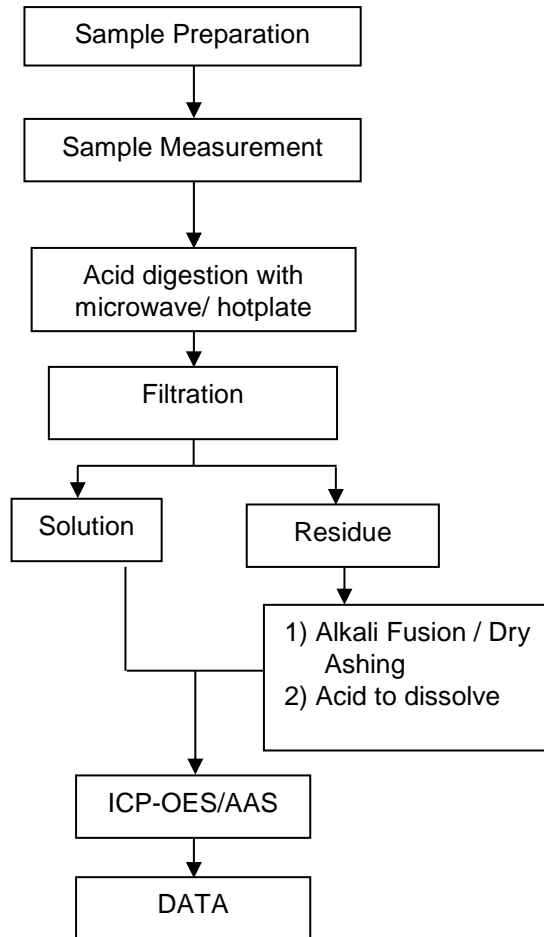 Sample Preparation
Sample Measurement
Acid digestion with
microwave/ hotplate
Filtration
Solution
Residue
1) Alkali Fusion / Dry
Ashing
2) Acid to dissolve
ICP-OES/AAS
DATA